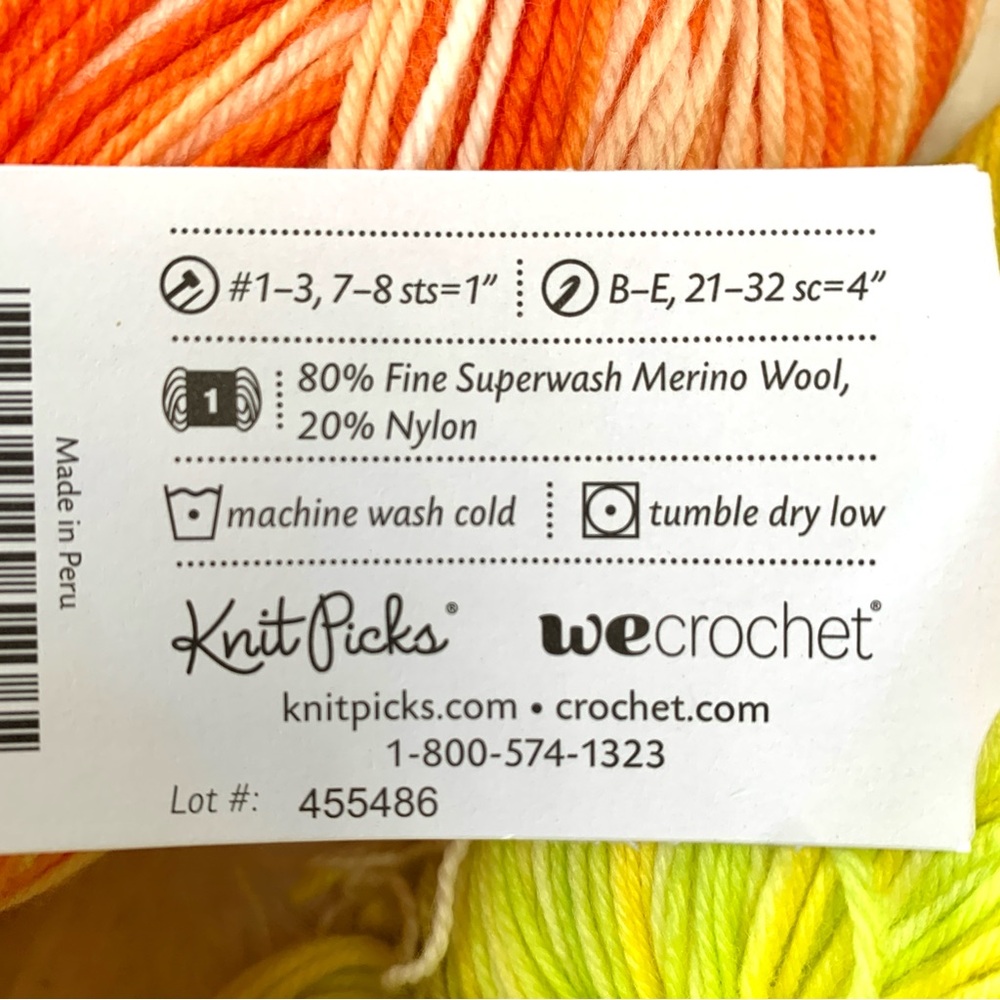 #1–3, 7–8 sts=1”
B–E, 21–32 sc=4”
1
80% Fine Superwash Merino Wool,
20% Nylon
machine wash cold
tumble dry low
KnitPicks®
wecrochet®
knitpicks.com • crochet.com
1-800-574-1323
Lot #: 455486
Made in Peru